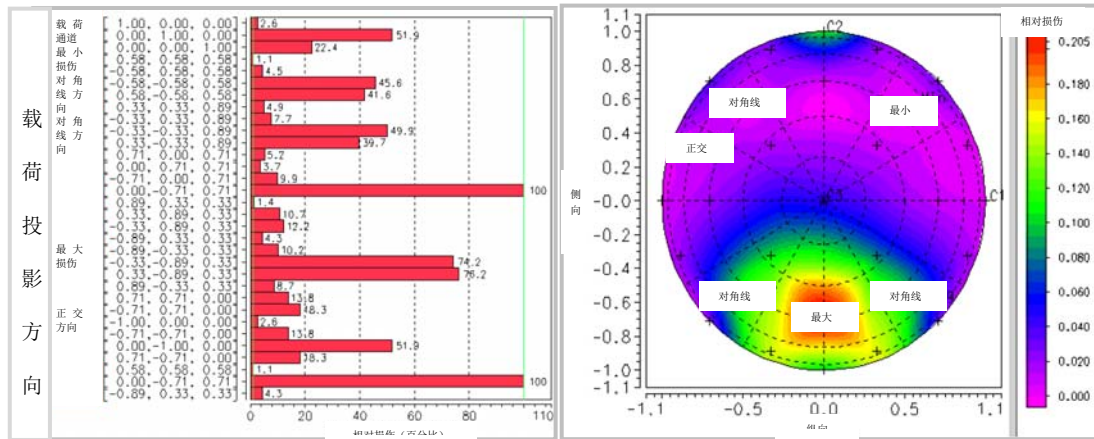 载荷投影方向
载 荷
通道
最 小
损伤
对 角
线 方
向
对 角
线 方
向
最 大
损伤
正 交
方向
1.00, 0.00, 0.00
0.00, 1.00, 0.00
0.00, 0.00, 1.00
0.58, 0.58, 0.58
-0.58, 0.58, 0.58
-0.58, -0.58, 0.58
0.58, -0.58, 0.58
0.33, 0.33, 0.89
-0.33, 0.33, 0.89
-0.33, -0.33, 0.89
0.33, -0.33, 0.89
0.71, 0.00, 0.71
0.00, 0.71, 0.71
-0.71, 0.00, 0.71
0.00, -0.71, 0.71
0.89, 0.33, 0.33
0.33, 0.89, 0.33
-0.33, 0.89, 0.33
-0.89, 0.33, 0.33
-0.89, -0.33, 0.33
-0.33, -0.89, 0.33
0.33, -0.89, 0.33
0.89, -0.33, 0.33
0.71, 0.71, 0.00
-0.71, 0.71, 0.00
-1.00, 0.00, 0.00
-0.71, -0.71, 0.00
0.00, -1.00, 0.00
0.71, -0.71, 0.00
0.58, 0.58, 0.58
0.00, -0.71, 0.71
-0.89, 0.33, 0.33
2.6
51.9
22.4
1.1
4.5
45.6
41.6
4.9
7.7
49.9
39.7
5.2
3.7
9.9
100
1.4
10.7
12.2
4.3
10.2
74.2
76.2
8.7
13.8
48.3
2.6
13.8
51.9
38.3
1.1
100
4.3
0 20 40 60 80 100 110
相对损伤（百分比）
1.1
1.0
0.8
0.6
0.4
0.2
-0.0
-0.2
-0.4
-0.6
-0.8
-1.0
-1.1
侧
向
C2
对角线
最小
正交
C3
C1
对角线
最大
对角线
-1.1 -0.5 0.0 0.5 1.1
纵向
相对损伤
0.205
0.180
0.160
0.140
0.120
0.100
0.080
0.060
0.040
0.020
0.000